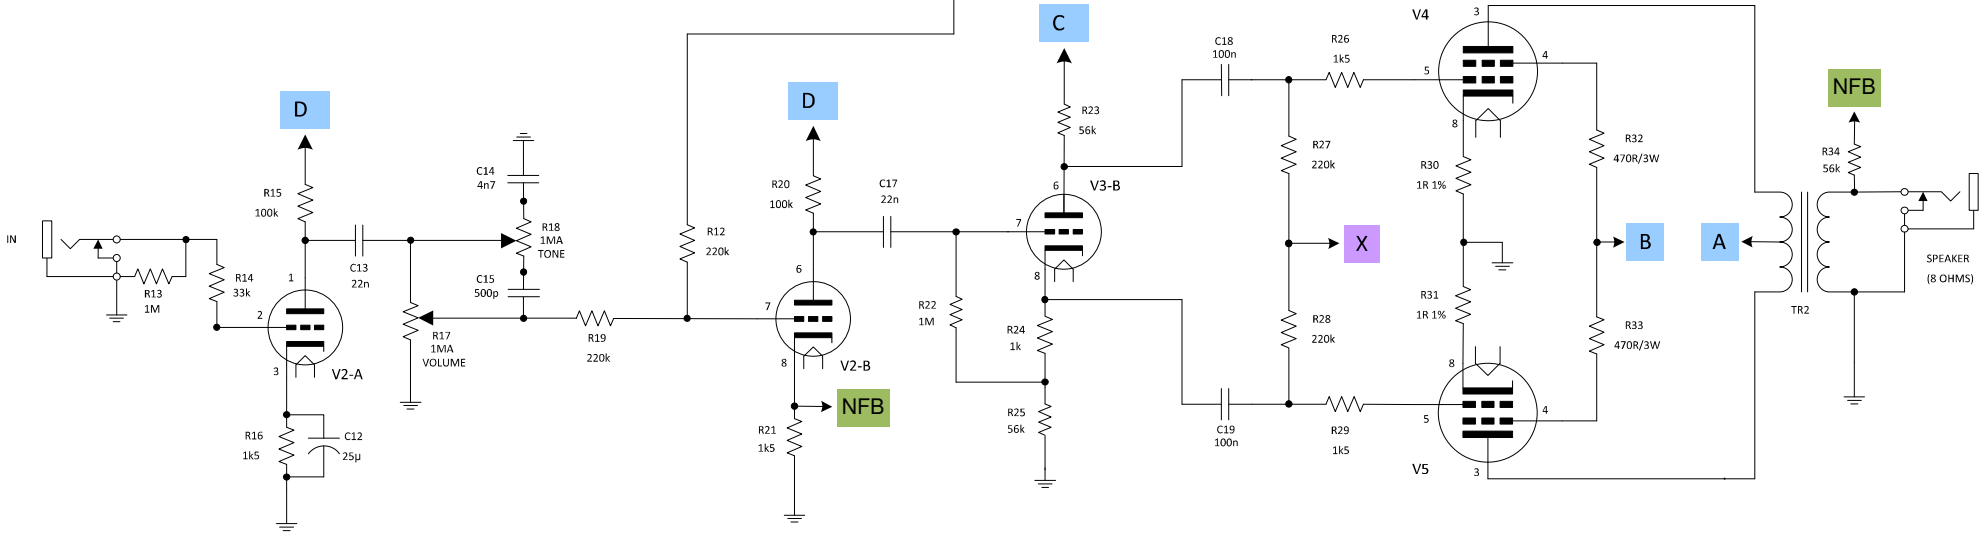 IN
R13
1M
R14
33k
D
R15
100k
1
2
3
V2-A
R16
1k5
C12
25µ
C13
22n
R17
1MA
VOLUME
C14
4n7
R18
1MA
TONE
C15
500p
R19
220k
R12
220k
D
R20
100k
6
7
8
V2-B
NFB
R21
1k5
C17
22n
R22
1M
C
R23
56k
6
V3-B
7
8
R24
1k
R25
56k
C18
100n
C19
100n
R26
1k5
R27
220k
X
R28
220k
R29
1k5
V4
3
4
5
8
R30
1R 1%
R31
1R 1%
8
5
4
3
V5
R32
470R/3W
B
R33
470R/3W
A
TR2
NFB
R34
56k
SPEAKER
(8 OHMS)